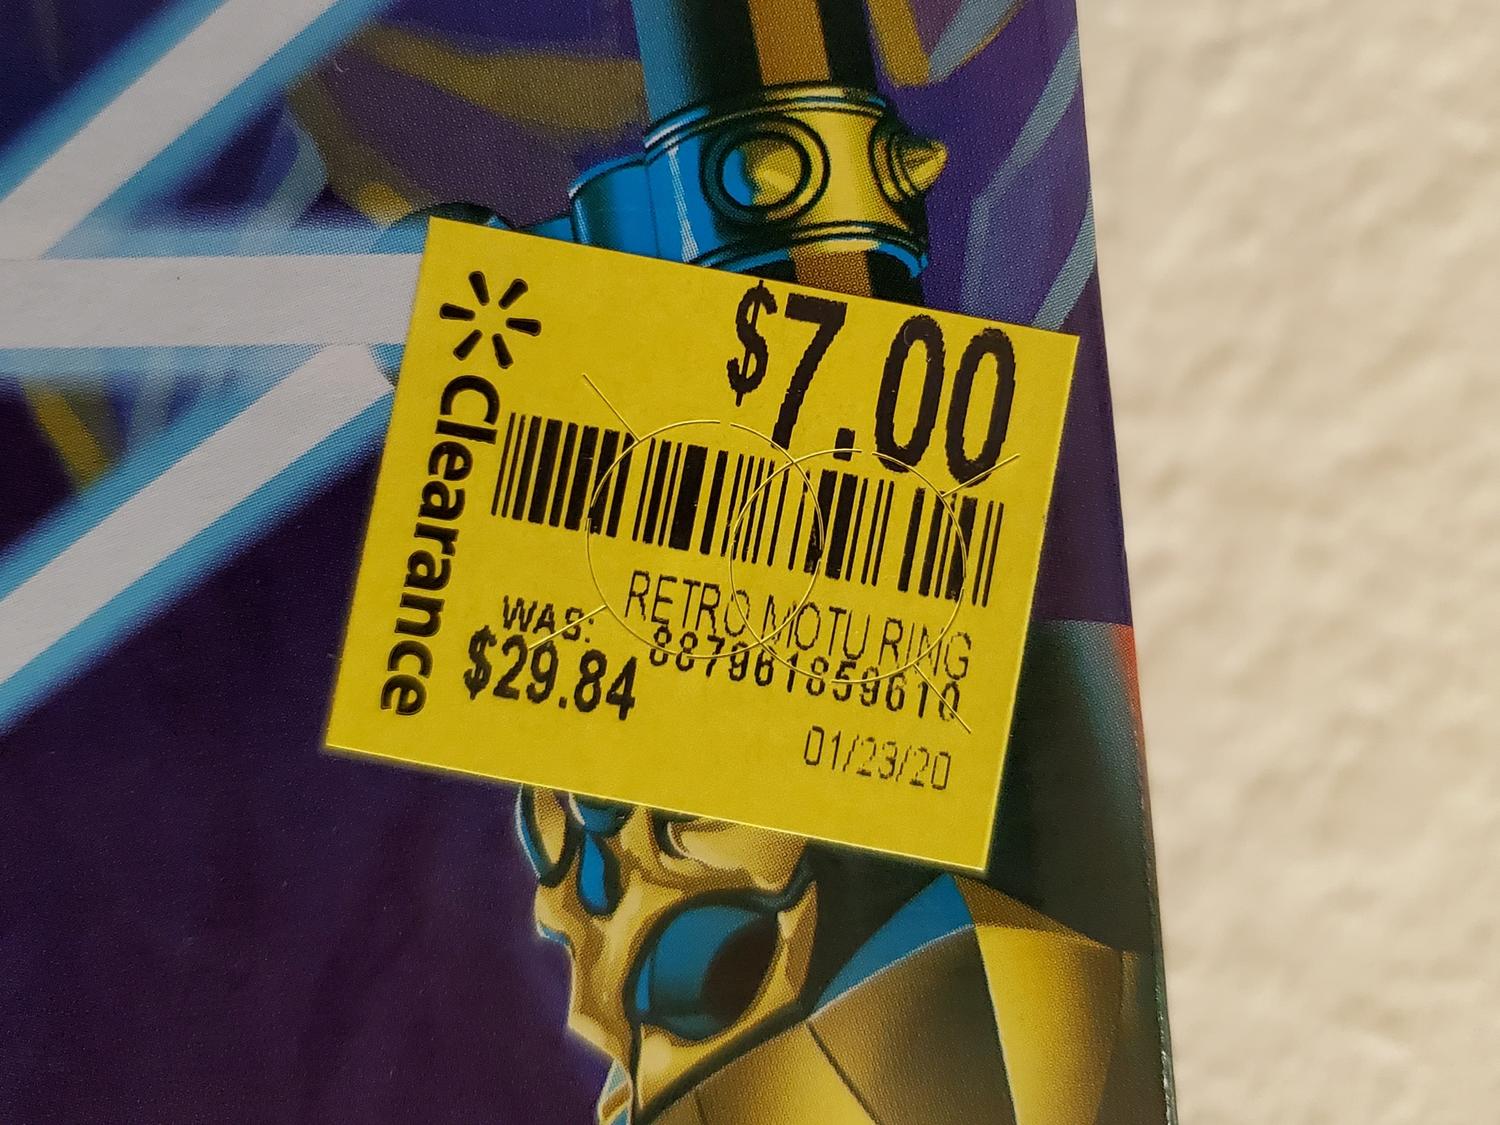 Clearance
$7.00
RETRO MOTU RING
WAS:
887961859610
$29.84
01/23/20